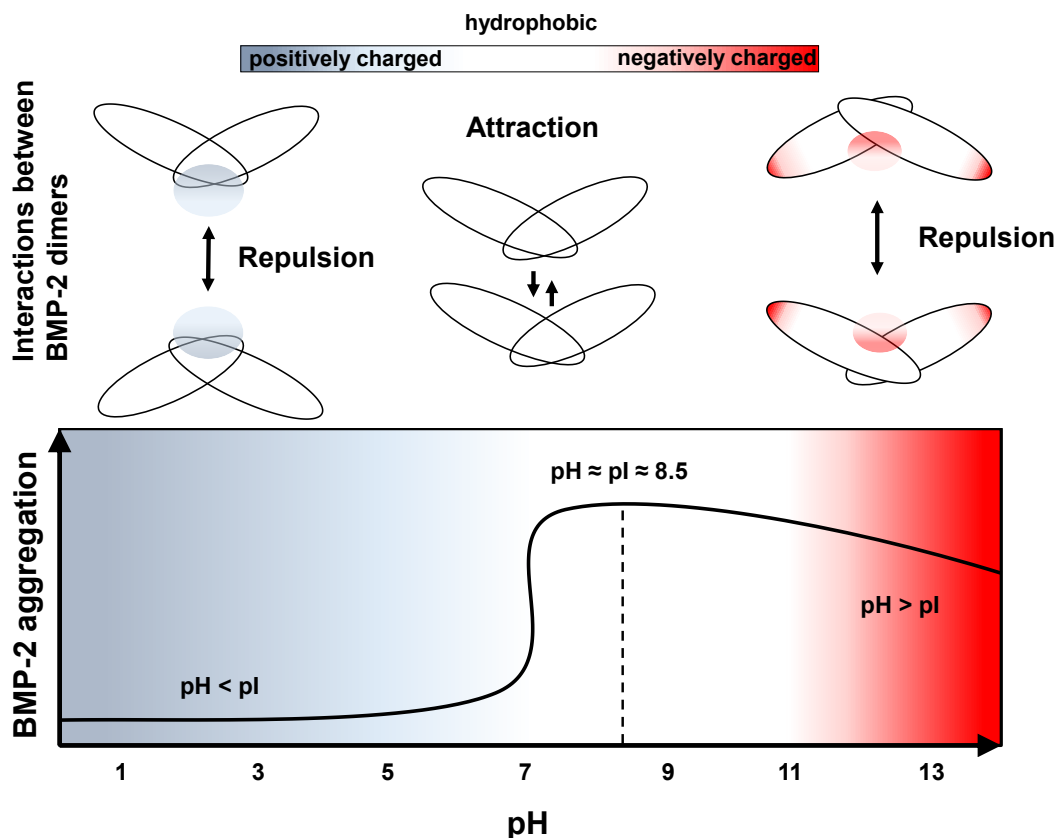 hydrophobic
positively charged
negatively charged
Interactions between
BMP-2 dimers
Attraction
Repulsion
Repulsion
BMP-2 aggregation
pH ≈ pI ≈ 8.5
pH < pI
pH > pI
1 3 5 7 9 11 13
pH